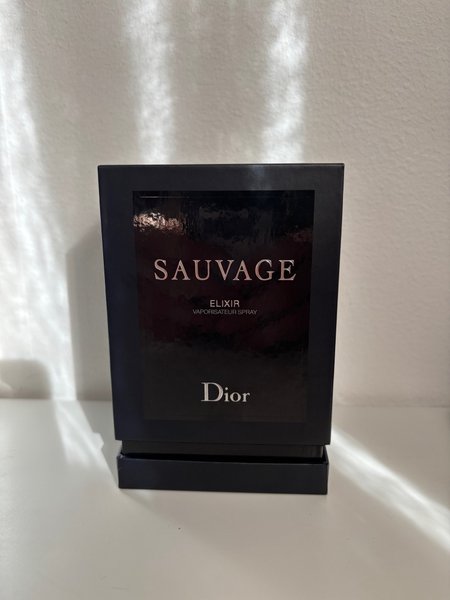 SAUVAGE
ELIXIR
VAPORISATEUR SPRAY
Dior